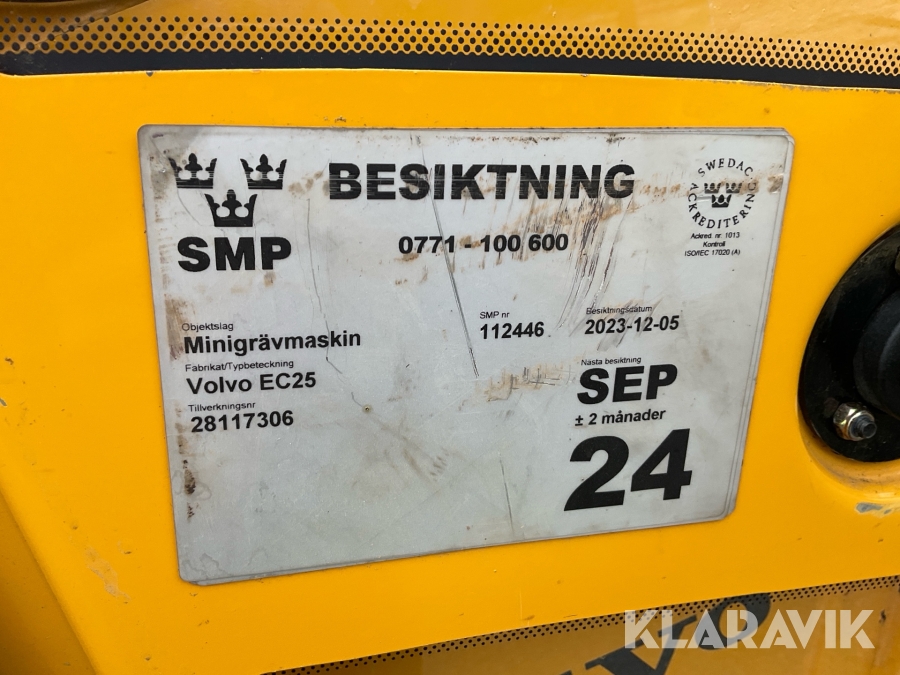 SMP
BESIKTNING
0771 - 100 600
SWEDAC
ACKREDITERING
Ackred. nr. 1013
Kontroll
ISO/IEC 17020 (A)
Objektslag
Minigrävmaskin
Fabrikat/Typbeteckning
Volvo EC25
Tillverkningsnr
28117306
SMP nr
112446
Besiktningsdatum
2023-12-05
Nästa besiktning
SEP
± 2 månader
24
KLARAVIK